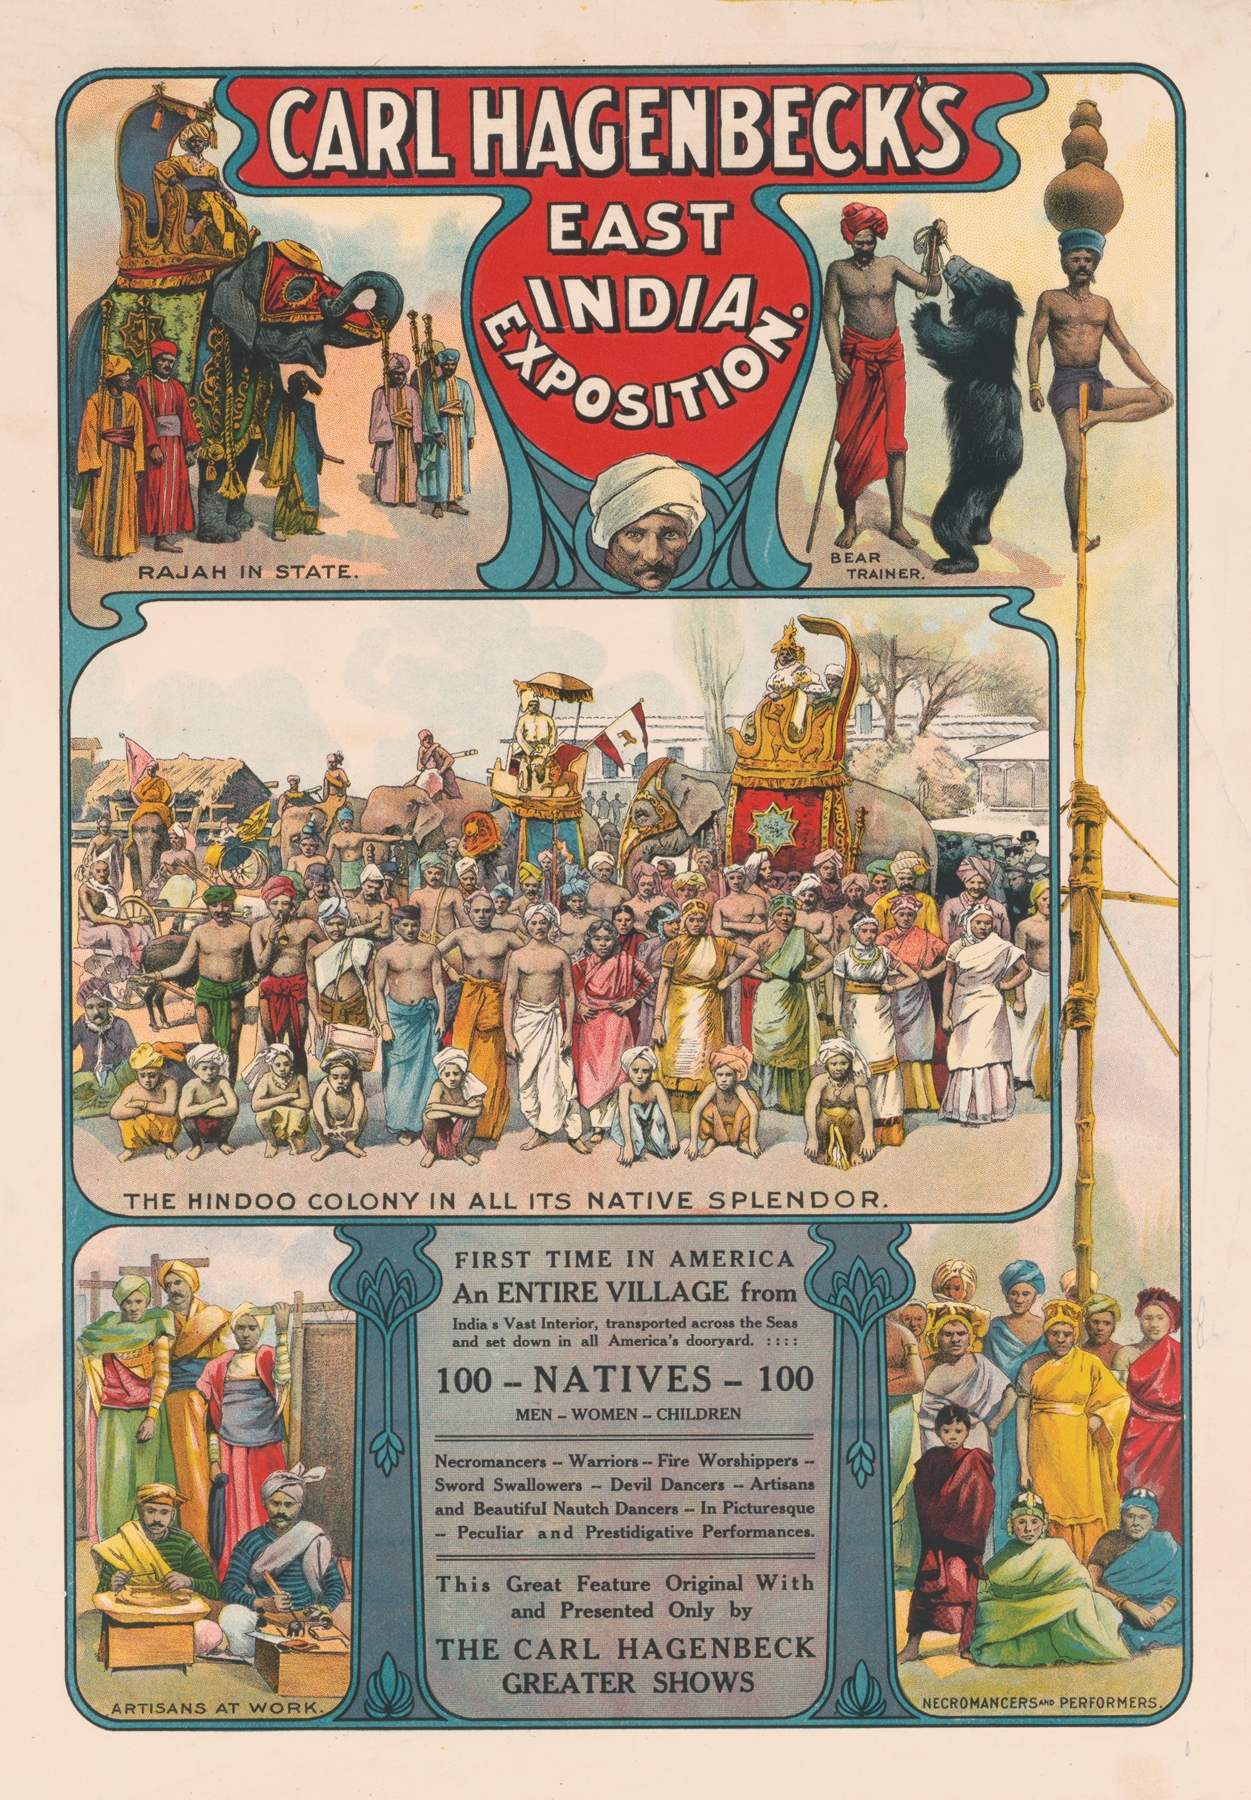 CARL HAGENBECK'S
EAST
INDIA
EXPOSITION.
RAJAH IN STATE.
BEAR
TRAINER.
THE HINDOO COLONY IN ALL ITS NATIVE SPLENDOR.
FIRST TIME IN AMERICA
An ENTIRE VILLAGE from
India s Vast Interior, transported across the Seas
and set down in all America's dooryard. ::::
100 – NATIVES – 100
MEN – WOMEN – CHILDREN
Necromancers -- Warriors -- Fire Worshippers --
Sword Swallowers -- Devil Dancers -- Artisans
and Beautiful Nautch Dancers -- In Picturesque
– Peculiar and Prestidigative Performances.
This Great Feature Original With
and Presented Only by
THE CARL HAGENBECK
GREATER SHOWS
ARTISANS AT WORK.
NECROMANCERS AND PERFORMERS.